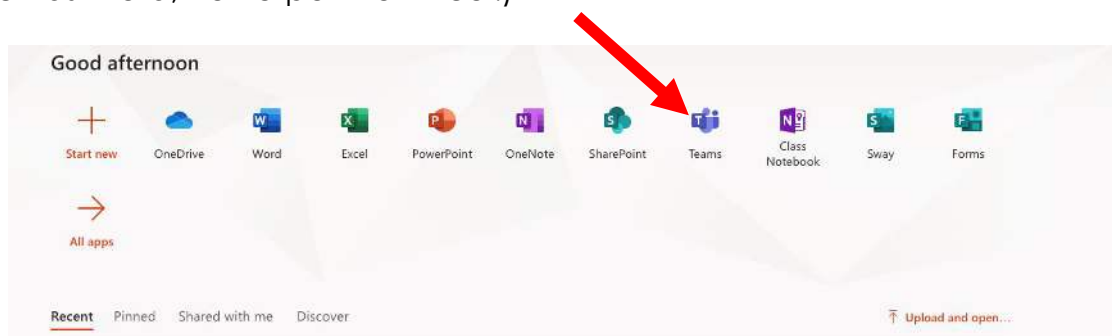 Good afternoon
Start new OneDrive Word Excel PowerPoint OneNote SharePoint Teams Class Notebook Sway Forms
All apps
Recent Pinned Shared with me Discover Upload and open...